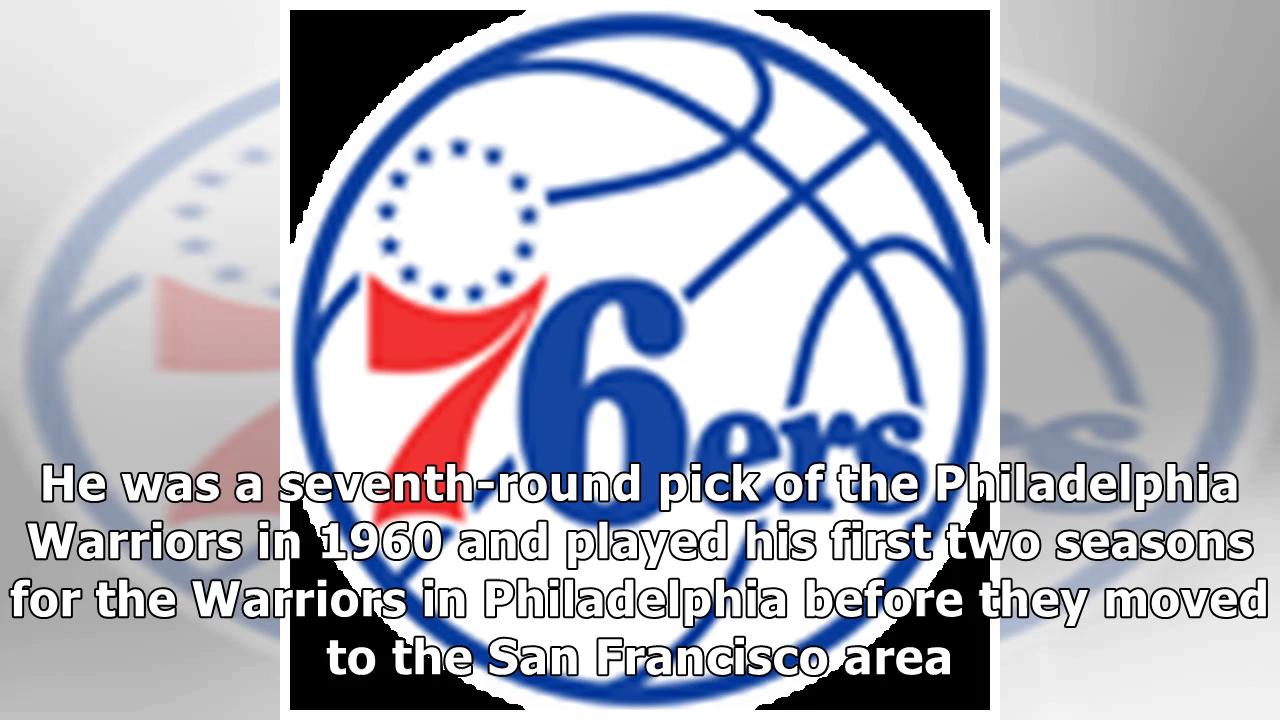 76ers
He was a seventh-round pick of the Philadelphia
Warriors in 1960 and played his first two seasons
for the Warriors in Philadelphia before they moved
to the San Francisco area